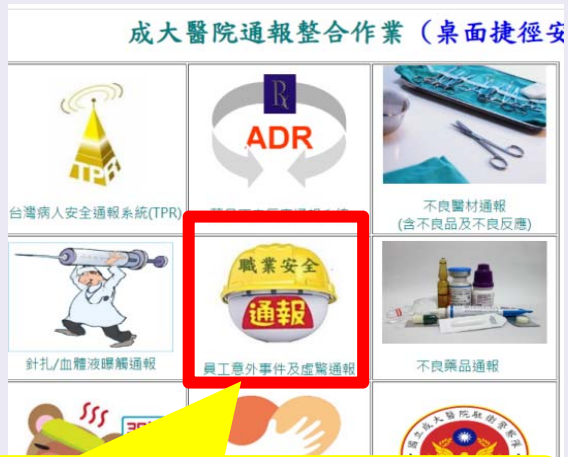 成大醫院通報整合作業（桌面捷徑安
TPR
Rx
ADR
台灣病人安全通報系統(TPR)
不良醫材通報
(含不良品及不良反應)
職業安全
通報
針扎/血體液曝觸通報
員工意外事件及虛驚通報
不良藥品通報